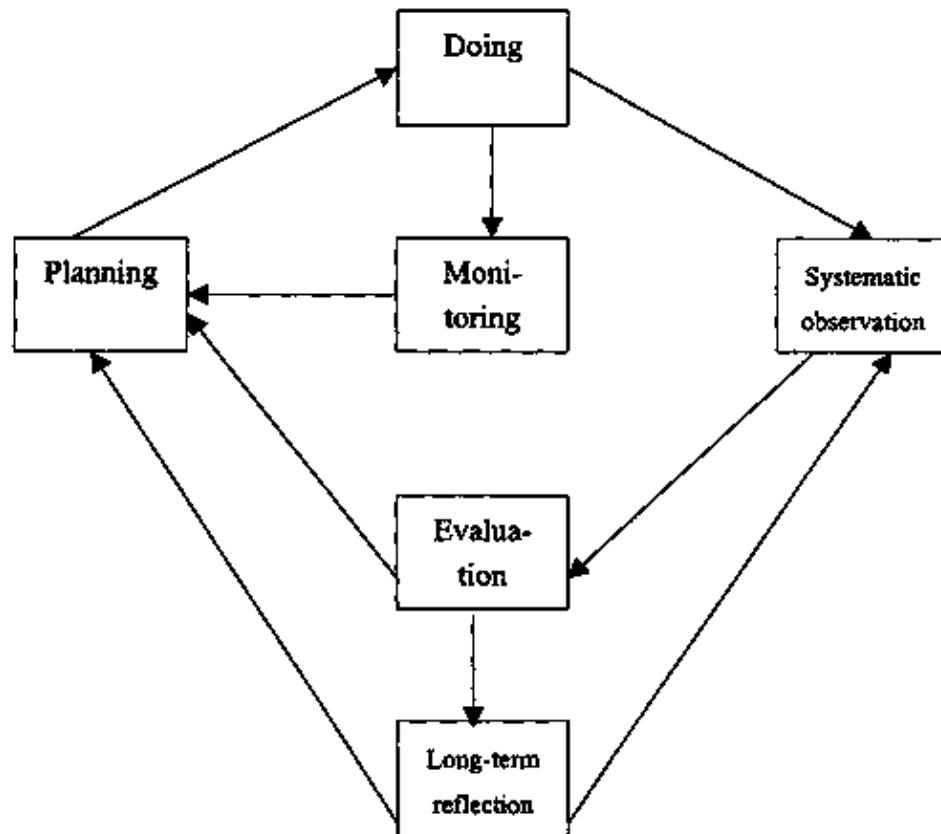 Doing
Planning
Moni-
toring
Systematic
observation
Evalua-
tion
Long-term
reflection